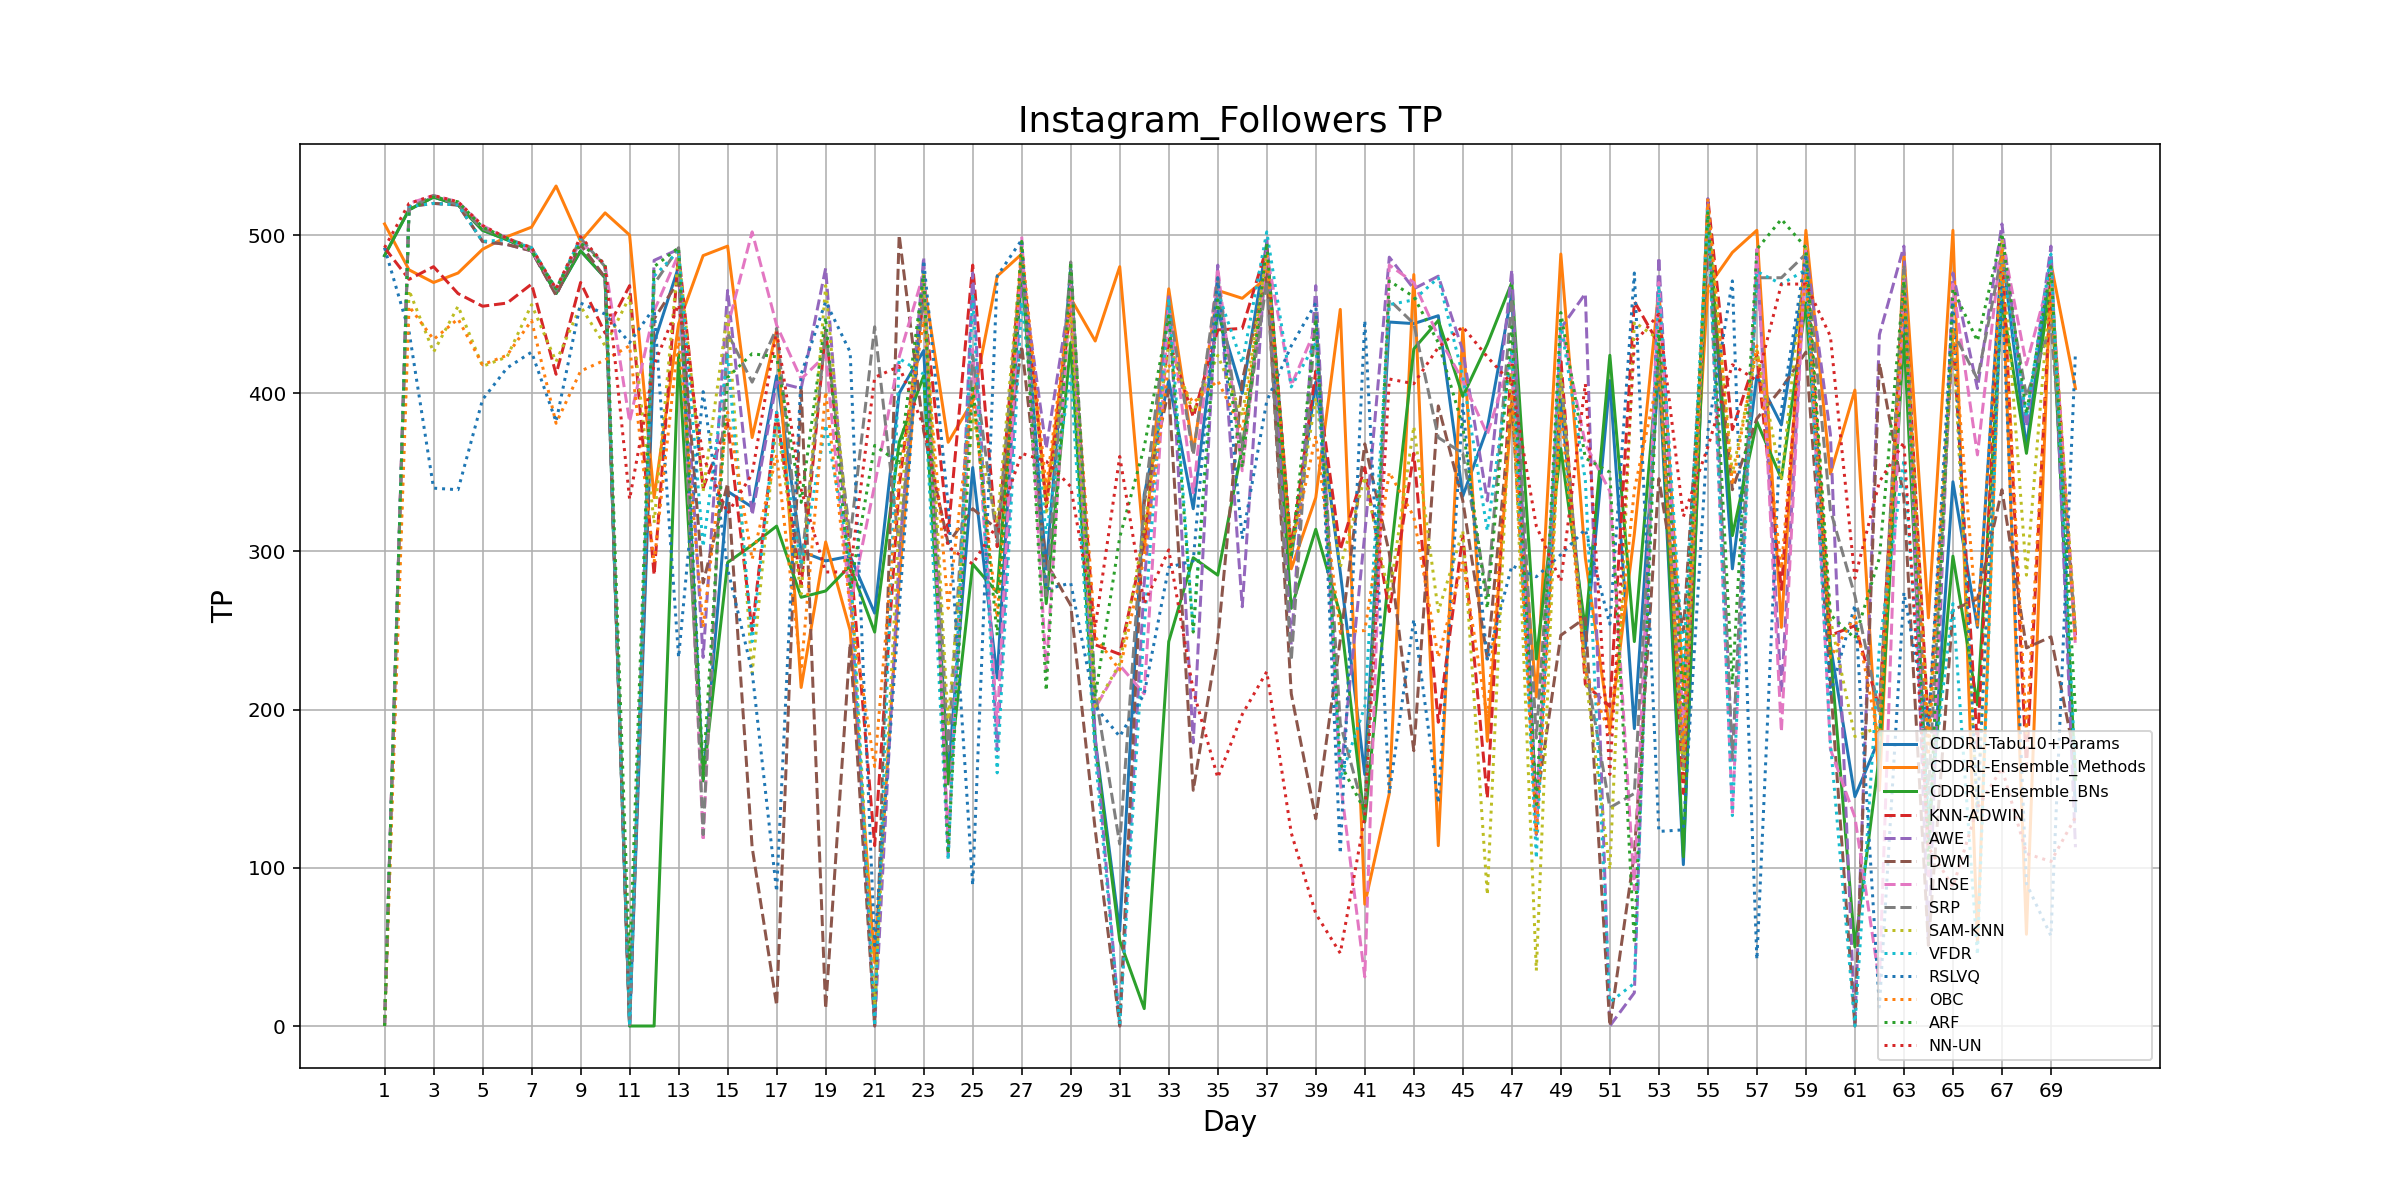 Instagram_Followers TP
TP
500
400
300
200
100
0
1 3 5 7 9 11 13 15 17 19 21 23 25 27 29 31 33 35 37 39 41 43 45 47 49 51 53 55 57 59 61 63 65 67 69
Day
CDDRL-Tabu10+Params
CDDRL-Ensemble_Methods
CDDRL-Ensemble_BNs
KNN-ADWIN
AWE
DWM
LNSE
SRP
SAM-KNN
VFDR
RSLVQ
OBC
ARF
NN-UN